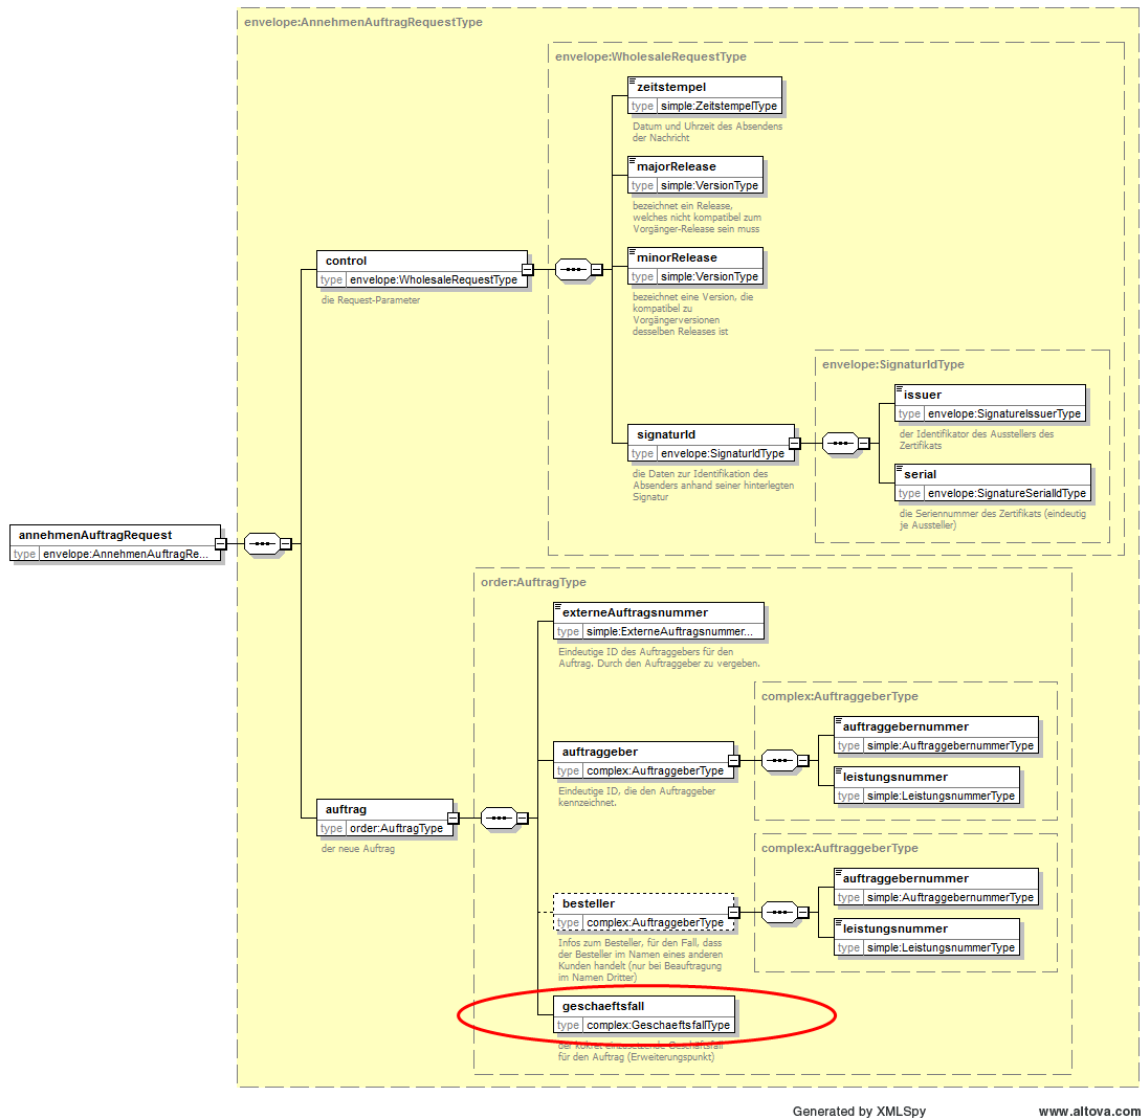 envelope:AnnehmenAuftragRequestType
envelope:WholesaleRequestType
zeitstempel
type simple:ZeitstempelType
Datum und Uhrzeit des Absendens
der Nachricht
majorRelease
type simple:VersionType
bezeichnet ein Release,
welches nicht kompatibel zum
Vorgänger-Release sein muss
control
type envelope:WholesaleRequestType
die Request-Parameter
minorRelease
type simple:VersionType
bezeichnet eine Version, die
kompatibel zu
Vorgängerversionen
desselben Releases ist
envelope:SignaturIdType
issuer
type envelope:SignatureIssuerType
der Identifikator des Ausstellers des
Zertifikats
signaturId
type envelope:SignaturIdType
die Daten zur Identifikation des
Absenders anhand seiner hinterlegten
Signatur
serial
type envelope:SignatureSerialIdType
die Seriennummer des Zertifikats (eindeutig
je Aussteller)
annehmenAuftragRequest
type envelope:AnnehmenAuftragRe...
order:AuftragType
externeAuftragsnummer
type simple:ExterneAuftragsnummer...
Eindeutige ID des Auftraggebers für den
Auftrag. Durch den Auftraggeber zu vergeben.
complex:AuftraggeberType
auftraggebernummer
type simple:AuftraggebernummerType
auftraggeber
type complex:AuftraggeberType
Eindeutige ID, die den Auftraggeber
kennzeichnet.
leistungsnummer
type simple:LeistungsnummerType
auftrag
type order:AuftragType
der neue Auftrag
complex:AuftraggeberType
auftraggebernummer
type simple:AuftraggebernummerType
besteller
type complex:AuftraggeberType
Infos zum Besteller, für den Fall, dass
der Besteller im Namen eines anderen
Kunden handelt (nur bei Beauftragung
im Namen Dritter)
leistungsnummer
type simple:LeistungsnummerType
geschaeftsfall
type complex:GeschaeftsfallType
der kokret einzusetzende Geschäftsfall
für den Auftrag (Erweiterungspunkt)
Generated by XMLSpy www.altova.com